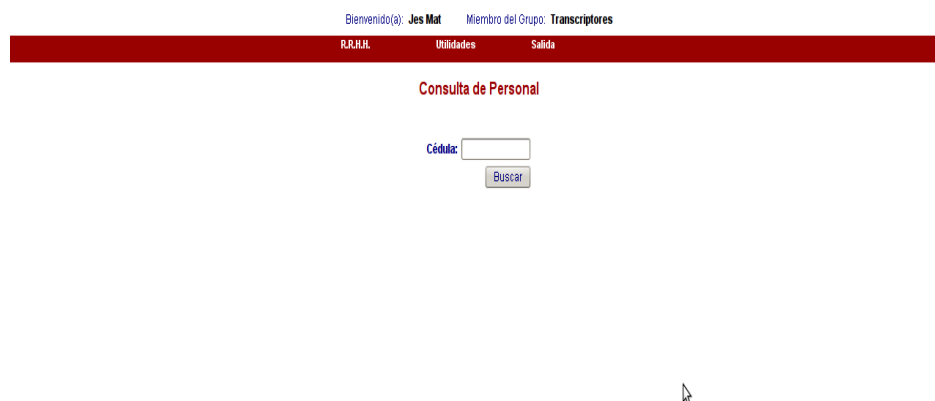 Bienvenido(a): Jes Mat Miembro del Grupo: Transcriptores
R.R.H.H. Utilidades Salida
Consulta de Personal
Cédula:
Buscar